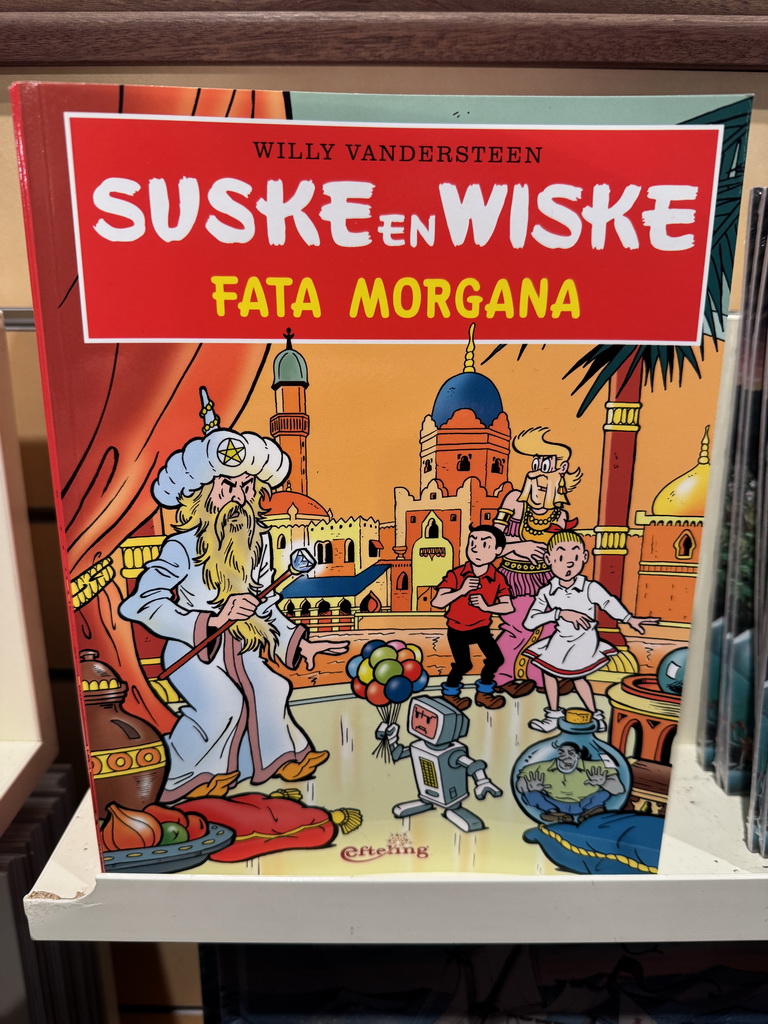 WILLY VANDERSTEEN
SUSKE EN WISKE
FATA MORGANA
efteling